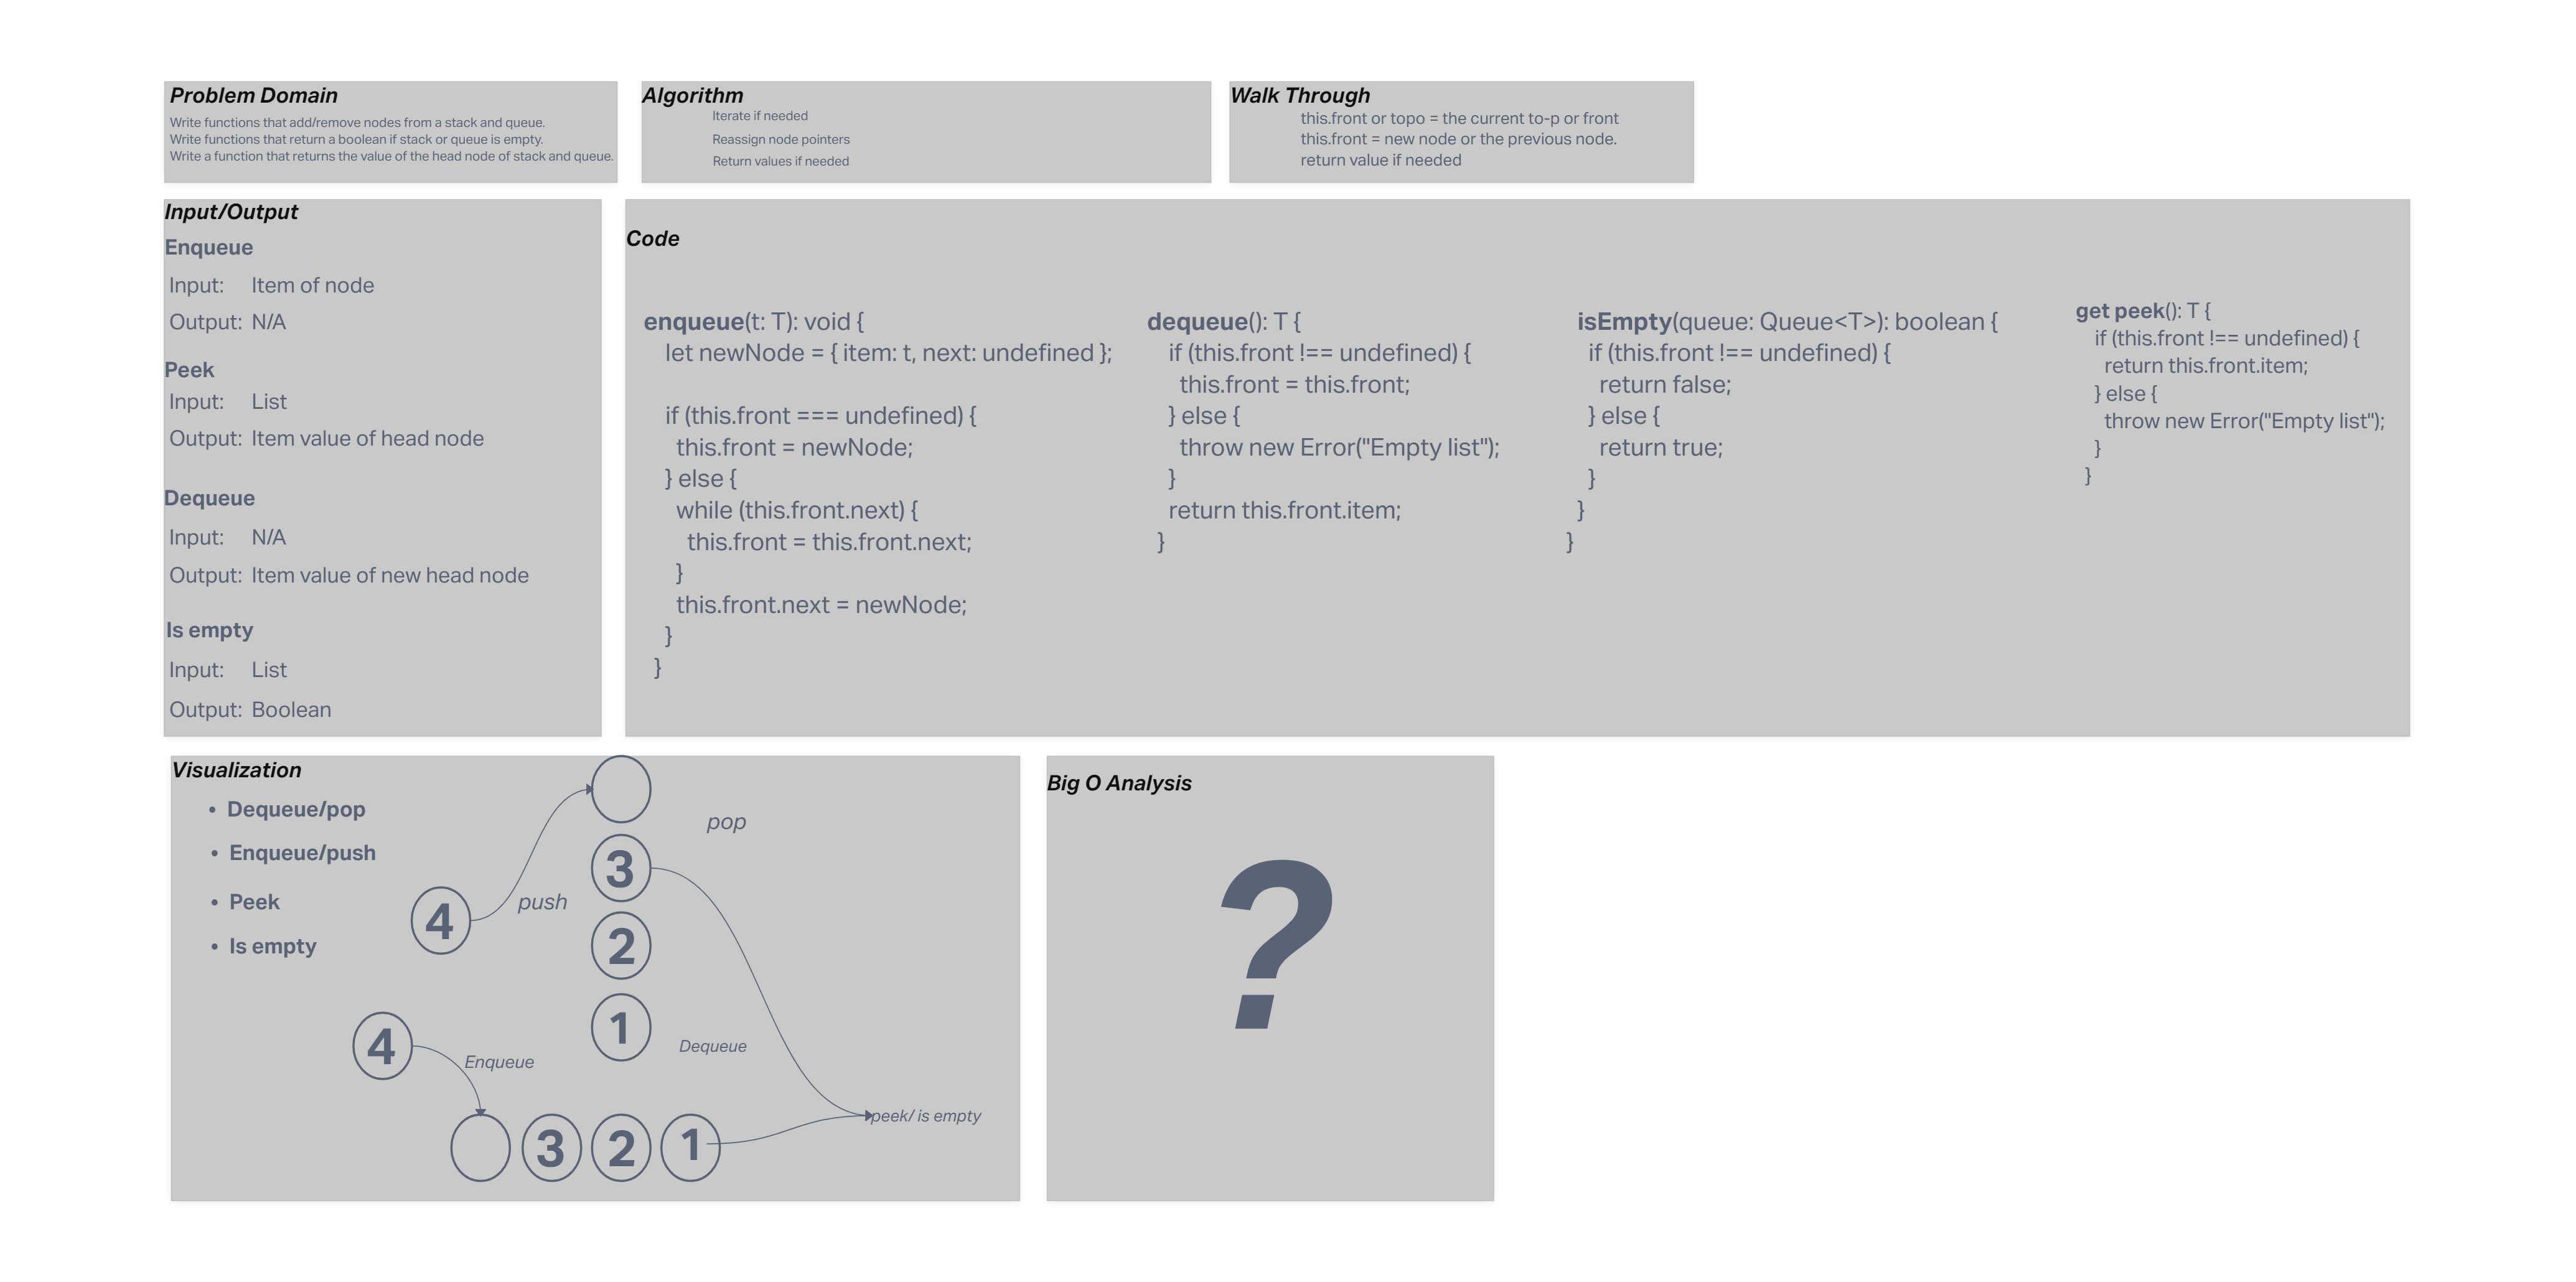 Problem Domain
Write functions that add/remove nodes from a stack and queue.
Write functions that return a boolean if stack or queue is empty.
Write a function that returns the value of the head node of stack and queue.
Algorithm
Iterate if needed
Reassign node pointers
Return values if needed
Walk Through
this.front or topo = the current to-p or front
this.front = new node or the previous node.
return value if needed
Input/Output
Enqueue
Input: Item of node
Output: N/A
Peek
Input: List
Output: Item value of head node
Dequeue
Input: N/A
Output: Item value of new head node
Is empty
Input: List
Output: Boolean
Code
enqueue(t: T): void {
let newNode = { item: t, next: undefined };
if (this.front === undefined) {
this.front = newNode;
} else {
while (this.front.next) {
this.front = this.front.next;
}
this.front.next = newNode;
}
}
dequeue(): T {
if (this.front !== undefined) {
this.front = this.front;
} else {
throw new Error("Empty list");
}
return this.front.item;
}
isEmpty(queue: Queue<T>): boolean {
if (this.front !== undefined) {
return false;
} else {
return true;
}
}
}
get peek(): T {
if (this.front !== undefined) {
return this.front.item;
} else {
throw new Error("Empty list");
}
}
Visualization
• Dequeue/pop
• Enqueue/push
• Peek
• Is empty
pop
3
push
4
2
1
Dequeue
4
Enqueue
peek/ is empty
3 2 1
Big O Analysis
?